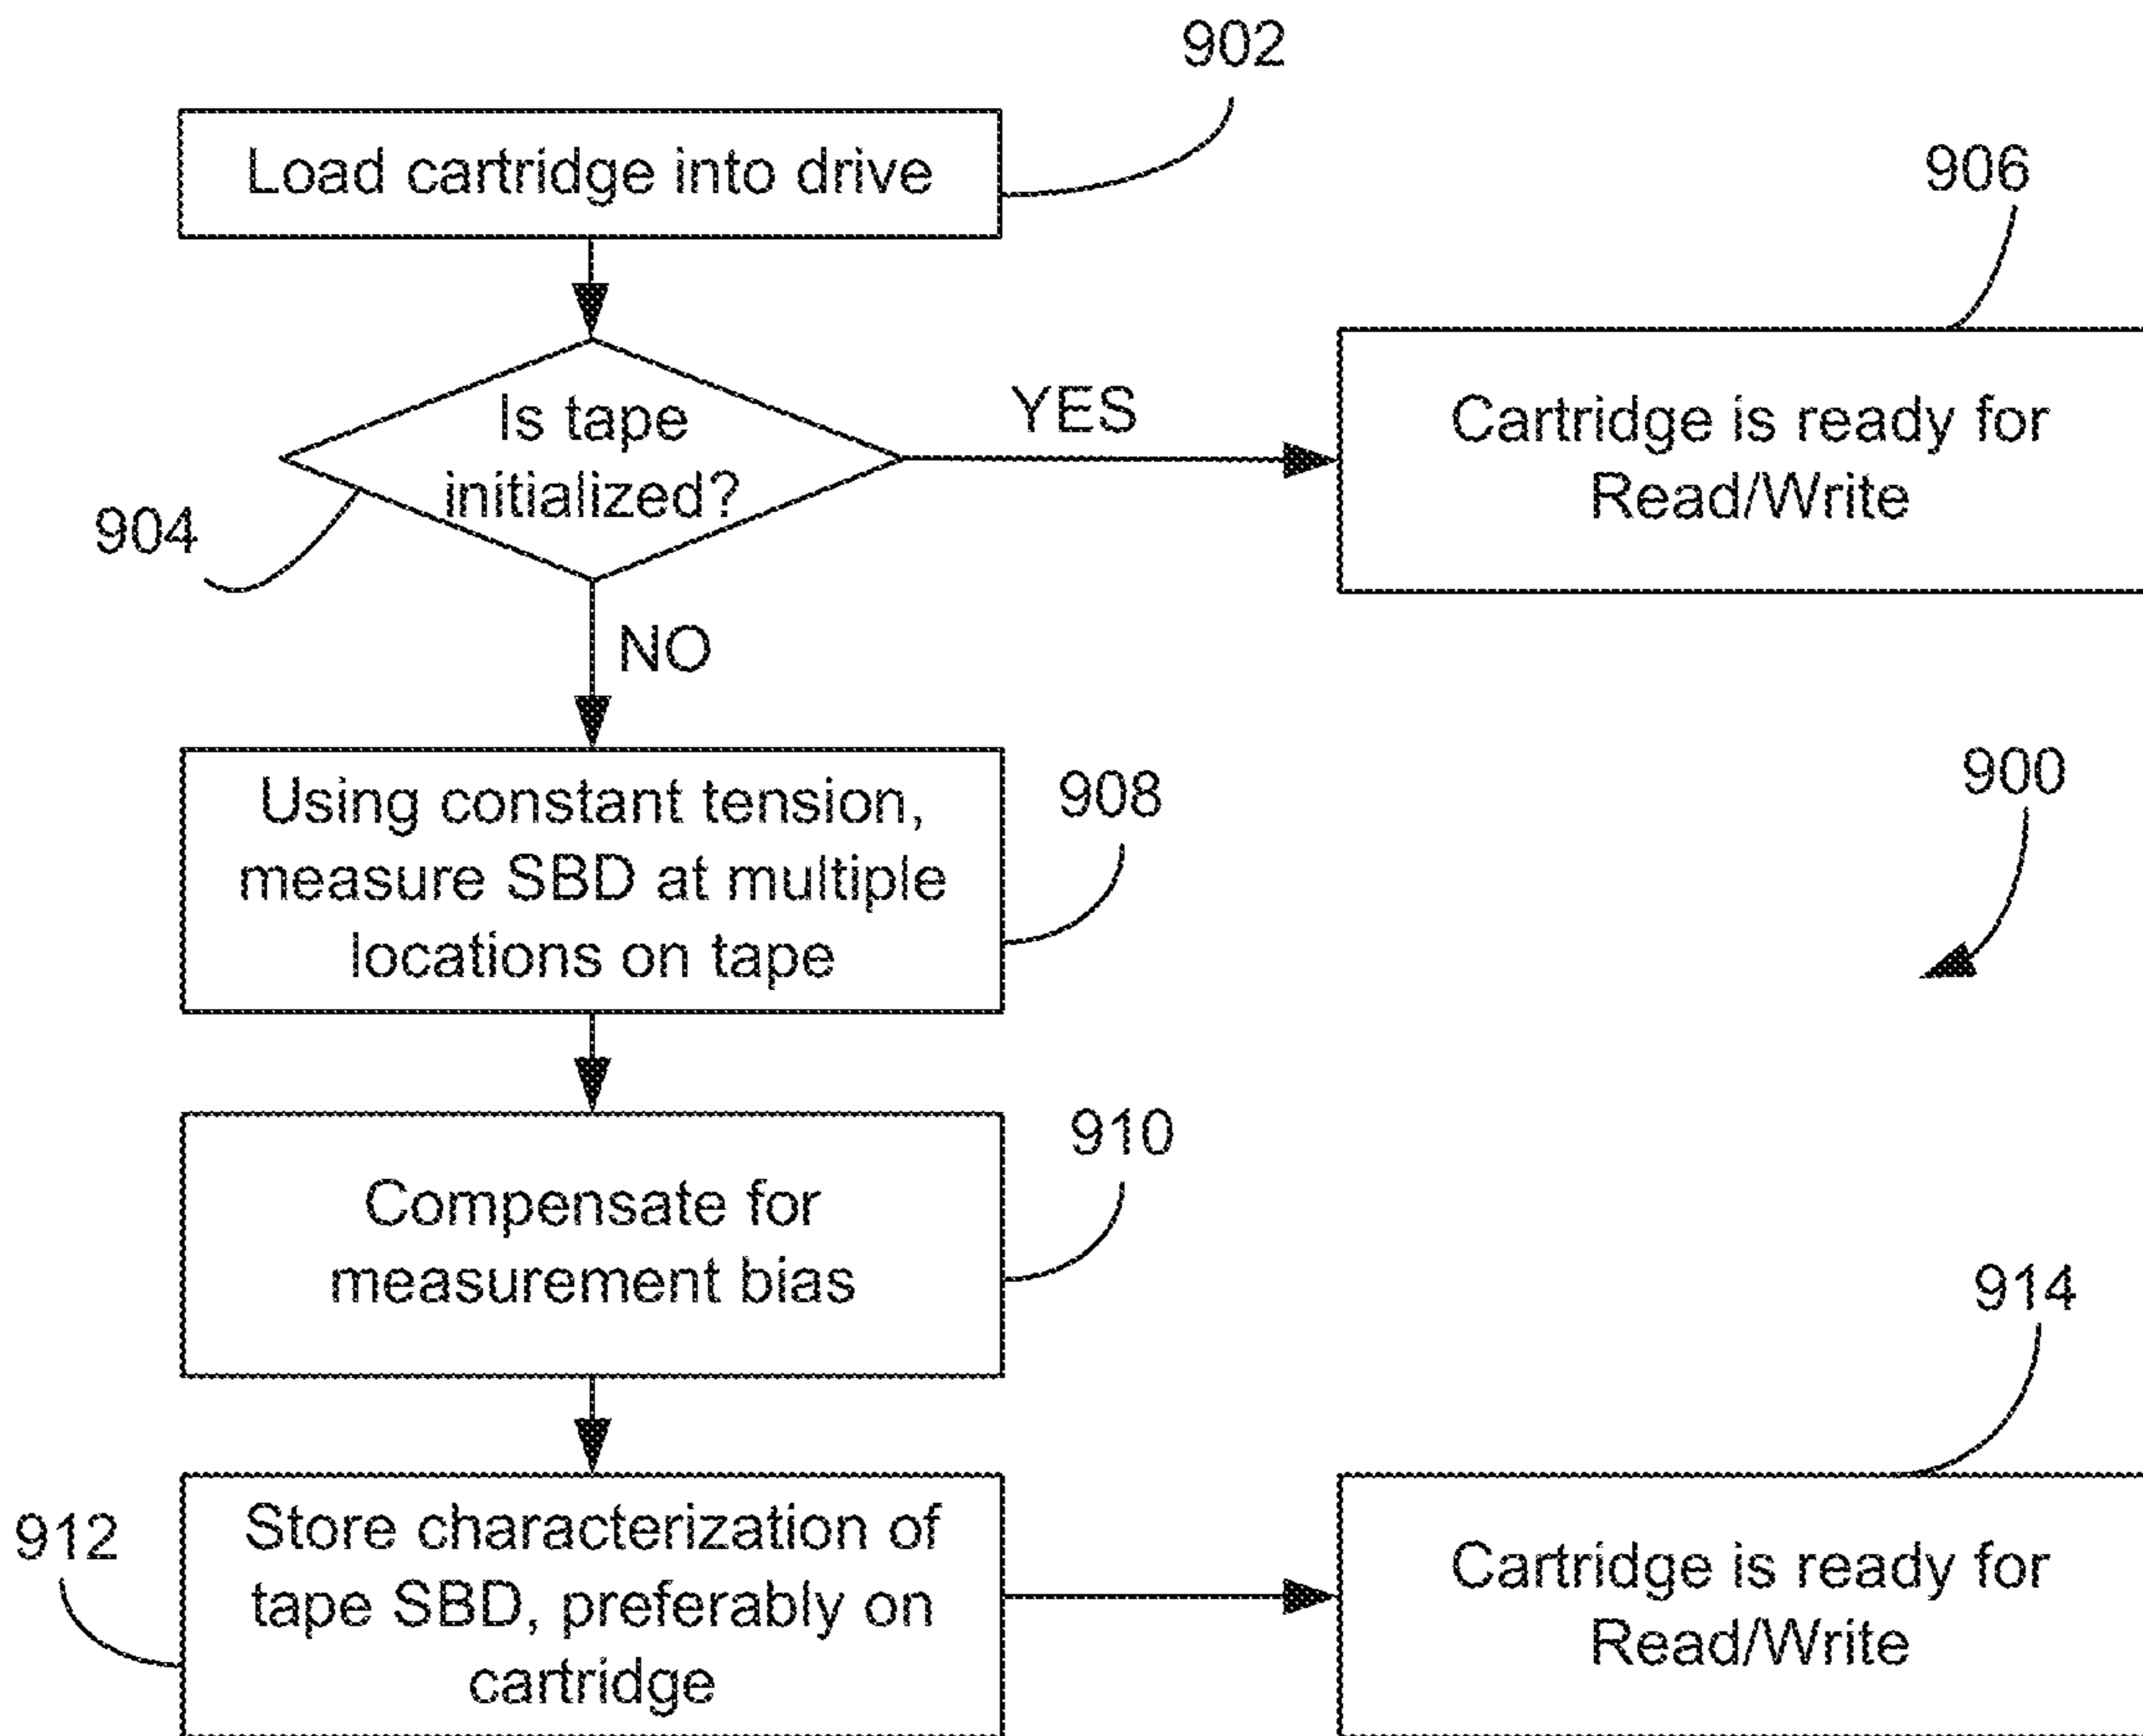 902
Load cartridge into drive
906
Is tape
initialized?
YES
Cartridge is ready for
Read/Write
904
NO
Using constant tension,
measure SBD at multiple
locations on tape
908
900
Compensate for
measurement bias
910
914
912
Store characterization of
tape SBD, preferably on
cartridge
Cartridge is ready for
Read/Write